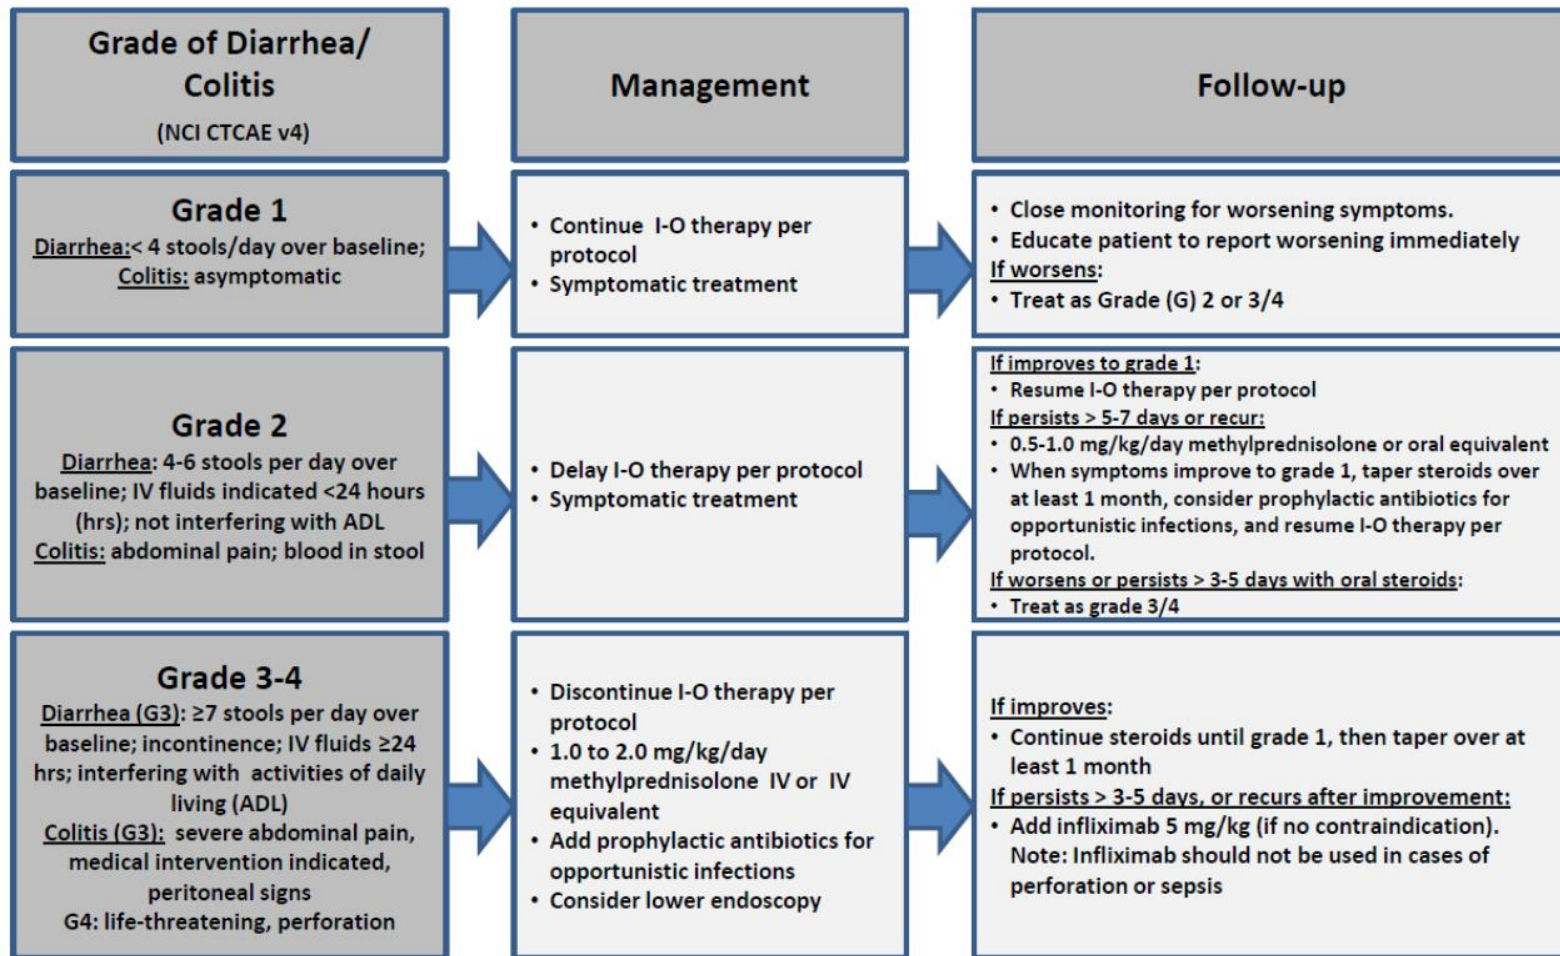 Grade of Diarrhea/
Colitis
(NCI CTCAE v4)
Management
Follow-up
Grade 1
Diarrhea:< 4 stools/day over baseline;
Colitis: asymptomatic
• Continue I-O therapy per
protocol
• Symptomatic treatment
• Close monitoring for worsening symptoms.
• Educate patient to report worsening immediately
If worsens:
• Treat as Grade (G) 2 or 3/4
Grade 2
Diarrhea: 4-6 stools per day over
baseline; IV fluids indicated <24 hours
(hrs); not interfering with ADL
Colitis: abdominal pain; blood in stool
• Delay I-O therapy per protocol
• Symptomatic treatment
If improves to grade 1:
• Resume I-O therapy per protocol
If persists > 5-7 days or recur:
• 0.5-1.0 mg/kg/day methylprednisolone or oral equivalent
• When symptoms improve to grade 1, taper steroids over
at least 1 month, consider prophylactic antibiotics for
opportunistic infections, and resume I-O therapy per
protocol.
If worsens or persists > 3-5 days with oral steroids:
• Treat as grade 3/4
Grade 3-4
Diarrhea (G3): ≥7 stools per day over
baseline; incontinence; IV fluids ≥24
hrs; interfering with activities of daily
living (ADL)
Colitis (G3): severe abdominal pain,
medical intervention indicated,
peritoneal signs
G4: life-threatening, perforation
• Discontinue I-O therapy per
protocol
• 1.0 to 2.0 mg/kg/day
methylprednisolone IV or IV
equivalent
• Add prophylactic antibiotics for
opportunistic infections
• Consider lower endoscopy
If improves:
• Continue steroids until grade 1, then taper over at
least 1 month
If persists > 3-5 days, or recurs after improvement:
• Add infliximab 5 mg/kg (if no contraindication).
Note: Infliximab should not be used in cases of
perforation or sepsis